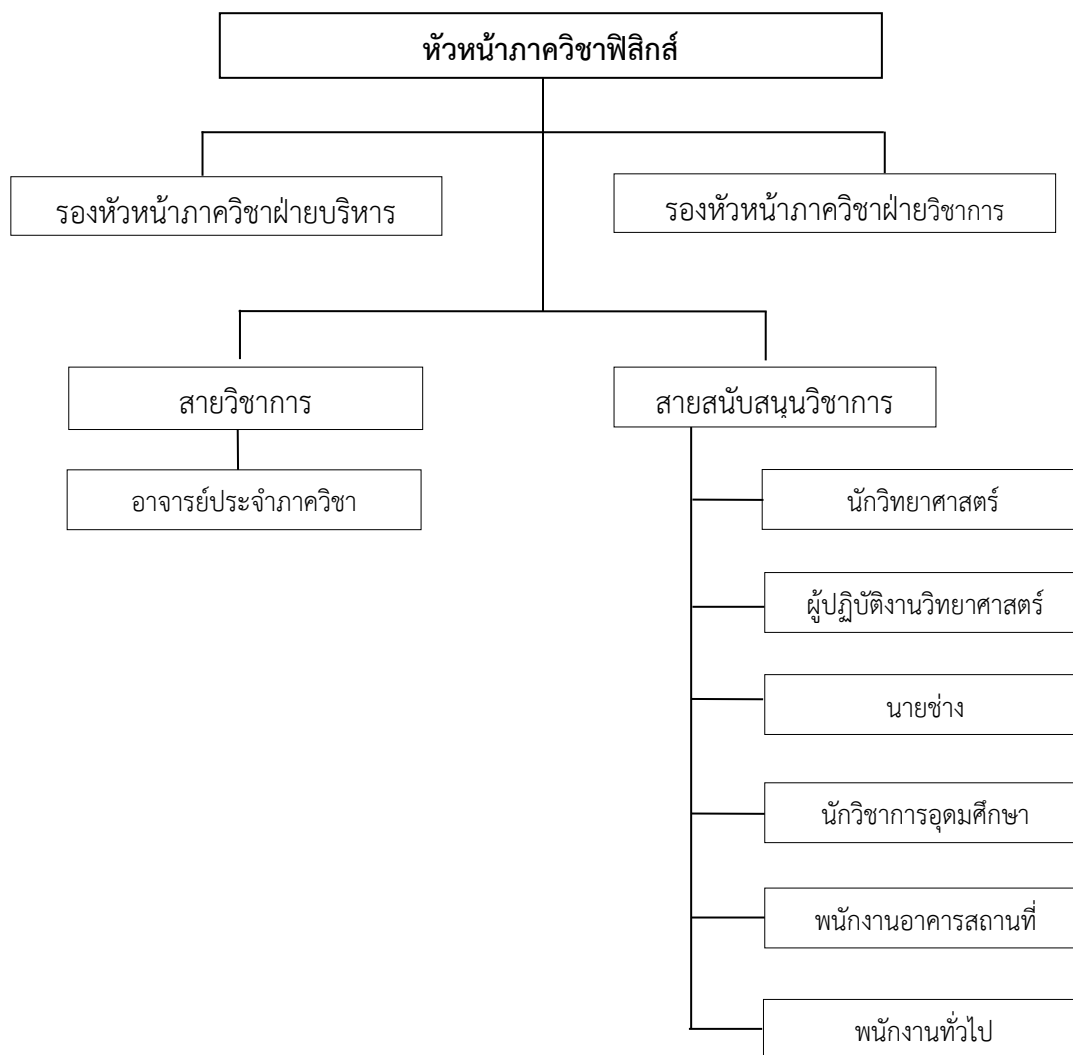 หัวหน้าภาควิชาฟิสิกส์
รองหัวหน้าภาควิชาฝ่ายบริหาร
รองหัวหน้าภาควิชาฝ่ายวิชาการ
สายวิชาการ
สายสนับสนุนวิชาการ
อาจารย์ประจำภาควิชา
นักวิทยาศาสตร์
ผู้ปฏิบัติงานวิทยาศาสตร์
นายช่าง
นักวิชาการอุดมศึกษา
พนักงานอาคารสถานที่
พนักงานทั่วไป